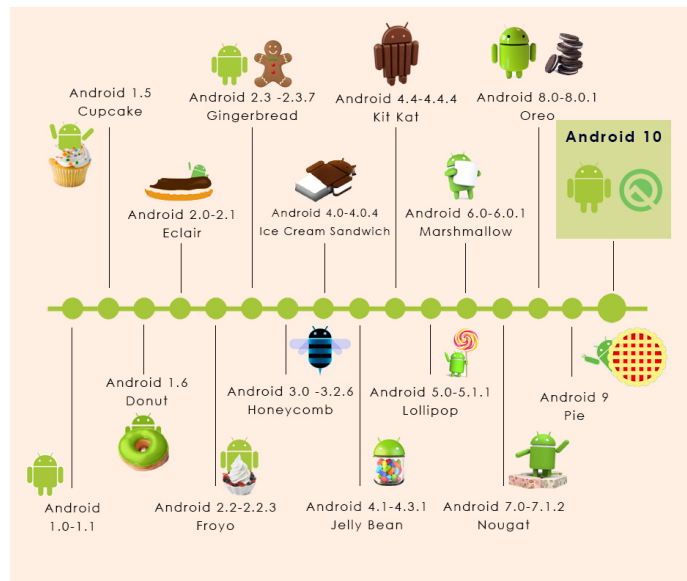 Android 1.5
Cupcake
Android 2.3 -2.3.7
Gingerbread
Android 4.4-4.4.4
Kit Kat
Android 8.0-8.0.1
Oreo
Android 10
Android 2.0-2.1
Eclair
Android 4.0-4.0.4
Ice Cream Sandwich
Android 6.0-6.0.1
Marshmallow
Android 1.6
Donut
Android 3.0 -3.2.6
Honeycomb
Android 5.0-5.1.1
Lollipop
Android 9
Pie
Android
1.0-1.1
Android 2.2-2.2.3
Froyo
Android 4.1-4.3.1
Jelly Bean
Android 7.0-7.1.2
Nougat